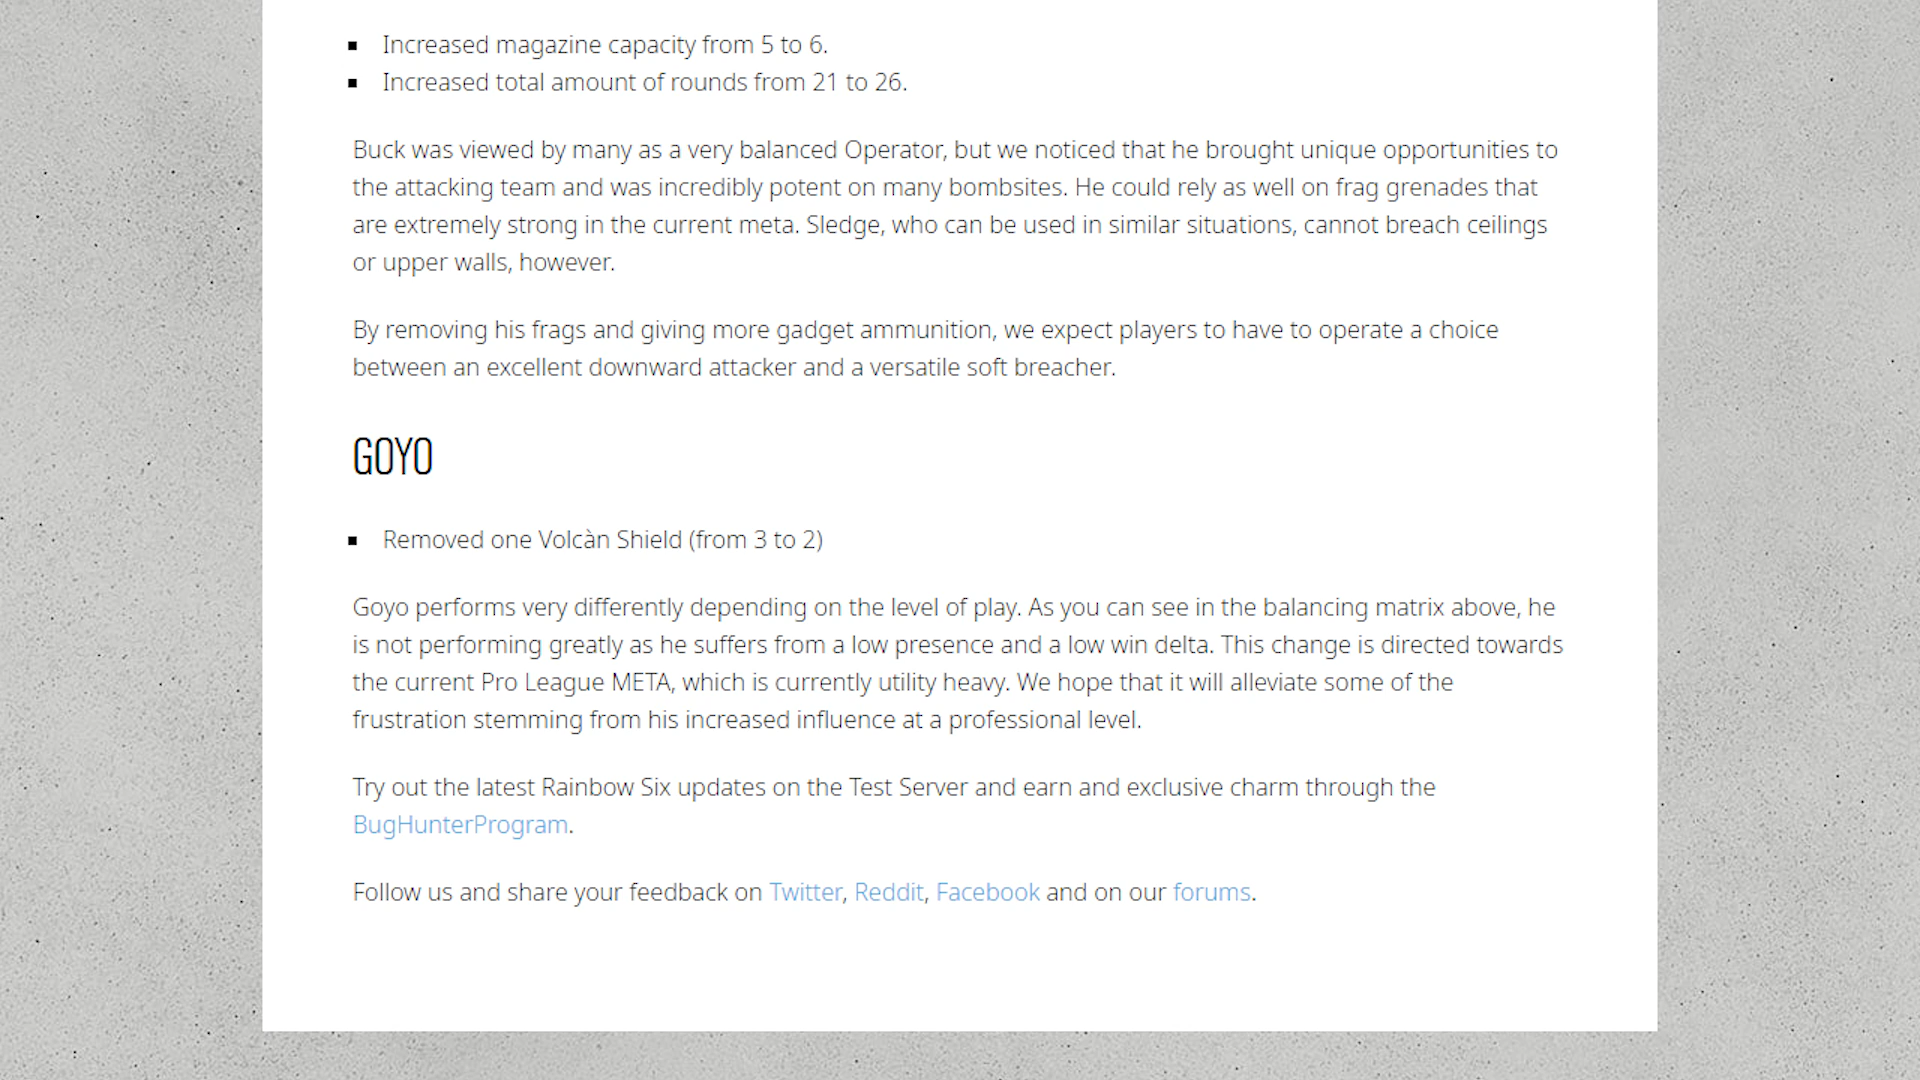 Increased magazine capacity from 5 to 6.
Increased total amount of rounds from 21 to 26.
Buck was viewed by many as a very balanced Operator, but we noticed that he brought unique opportunities to
the attacking team and was incredibly potent on many bombsites. He could rely as well on frag grenades that
are extremely strong in the current meta. Sledge, who can be used in similar situations, cannot breach ceilings
or upper walls, however.
By removing his frags and giving more gadget ammunition, we expect players to have to operate a choice
between an excellent downward attacker and a versatile soft breacher.
GOYO
Removed one Volcàn Shield (from 3 to 2)
Goyo performs very differently depending on the level of play. As you can see in the balancing matrix above, he
is not performing greatly as he suffers from a low presence and a low win delta. This change is directed towards
the current Pro League META, which is currently utility heavy. We hope that it will alleviate some of the
frustration stemming from his increased influence at a professional level.
Try out the latest Rainbow Six updates on the Test Server and earn and exclusive charm through the
BugHunterProgram.
Follow us and share your feedback on Twitter, Reddit, Facebook and on our forums.